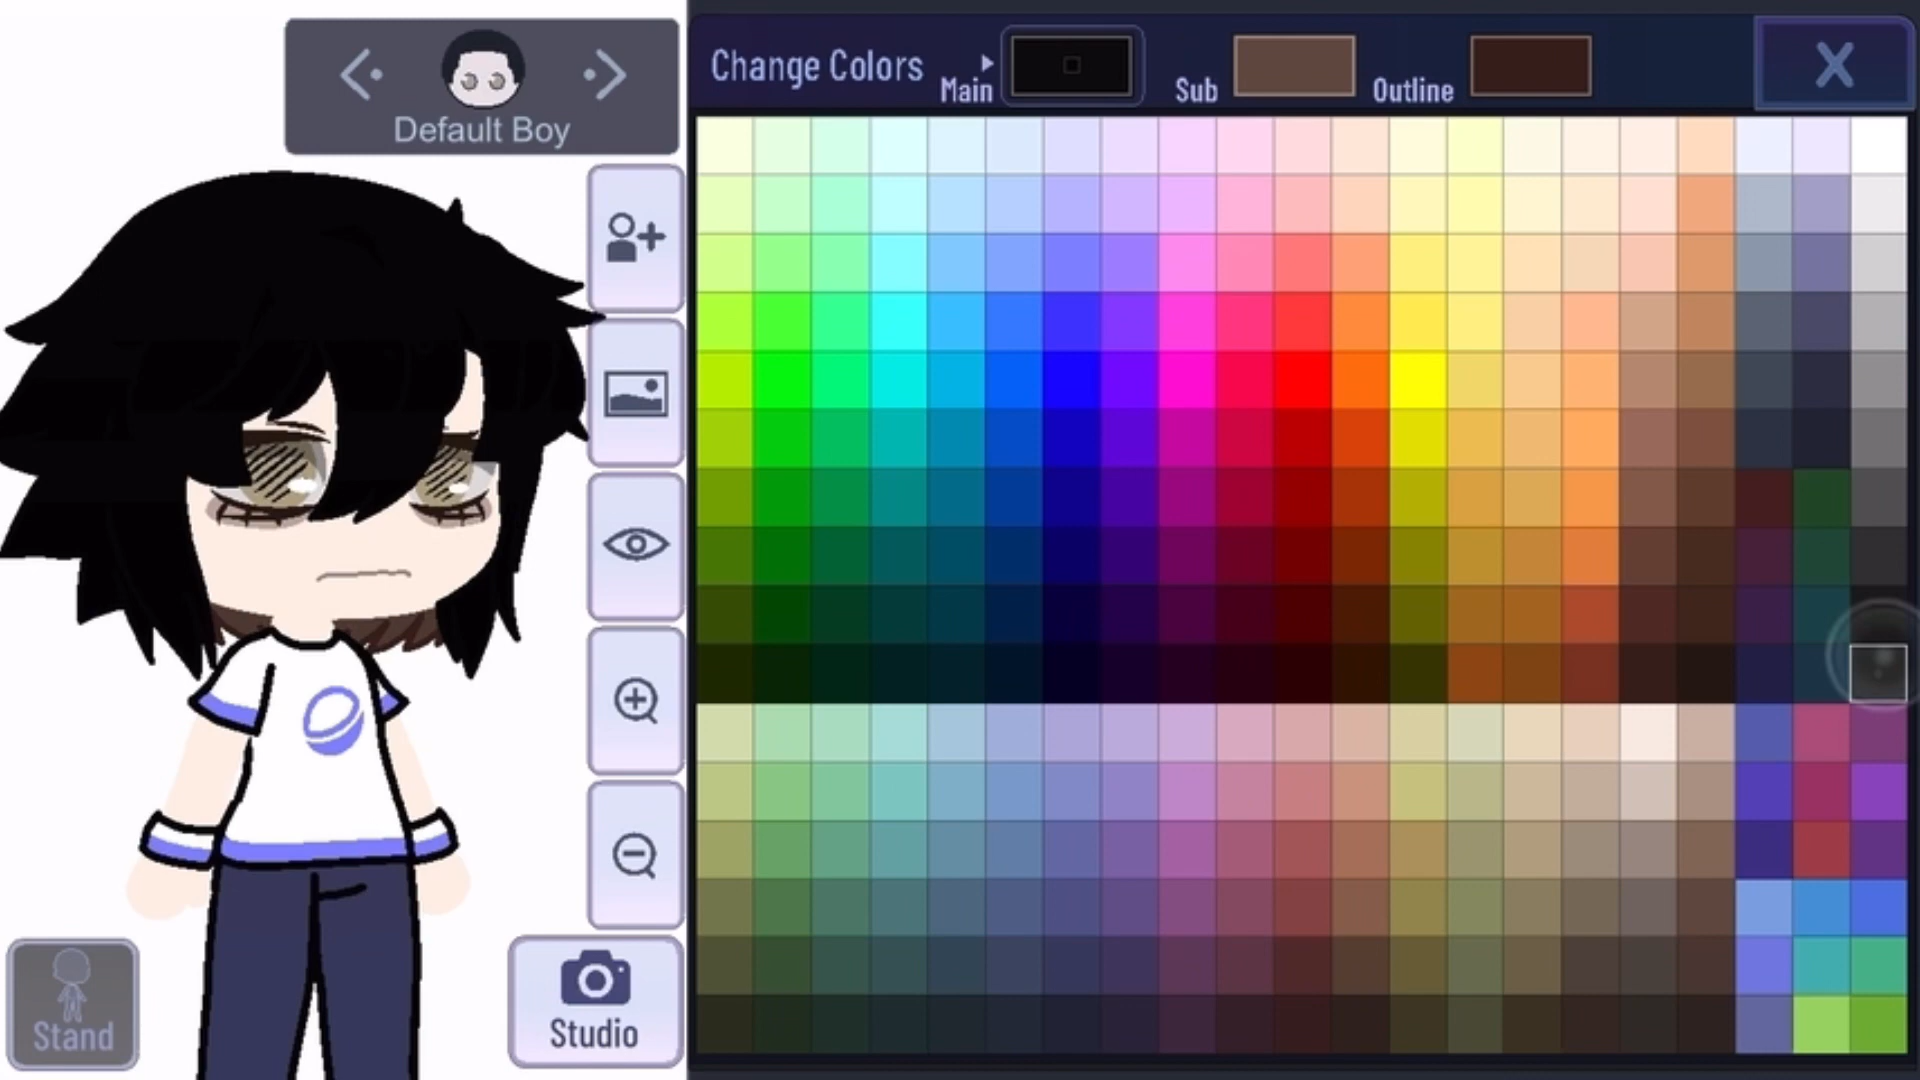 Default Boy
Change Colors
Main
Sub
Outline
X
Stand
Studio